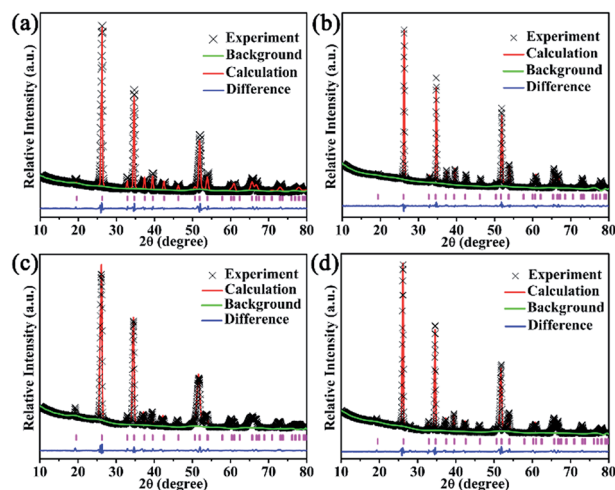 (a)
Experiment
Background
Calculation
Difference
Relative Intensity (a.u.)
10 20 30 40 50 60 70 80
2θ (degree)
(b)
Experiment
Calculation
Background
Difference
Relative Intensity (a.u.)
10 20 30 40 50 60 70 80
2θ (degree)
(c)
Experiment
Calculation
Background
Difference
Relative Intensity (a.u.)
10 20 30 40 50 60 70 80
2θ (degree)
(d)
Experiment
Calculation
Background
Difference
Relative Intensity (a.u.)
10 20 30 40 50 60 70 80
2θ (degree)